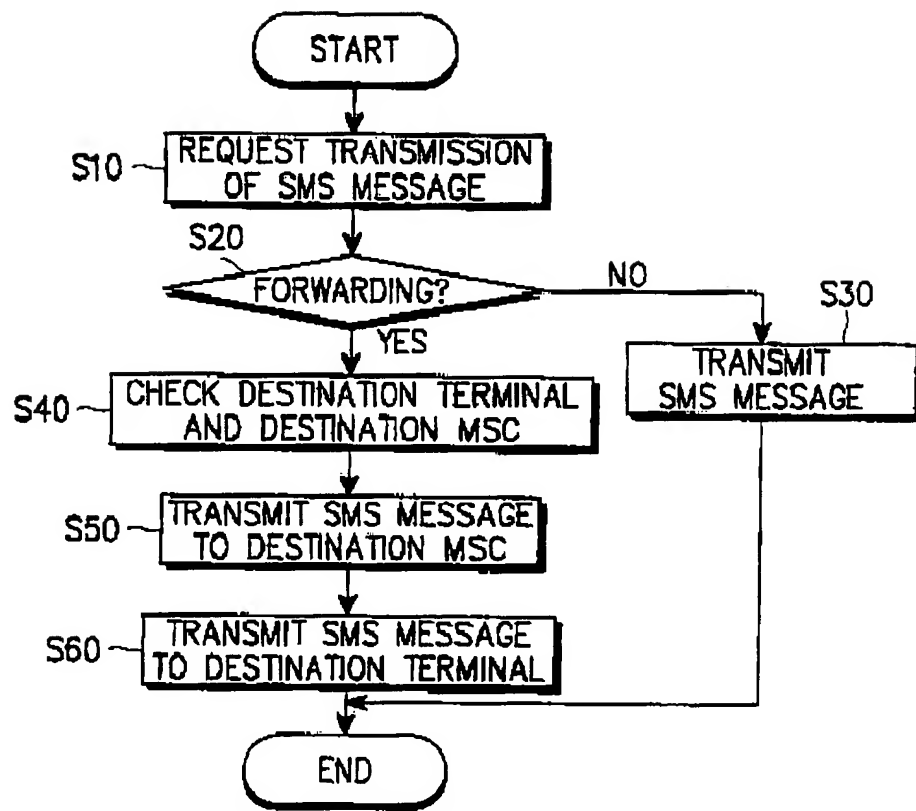 START
S10
REQUEST TRANSMISSION
OF SMS MESSAGE
S20
FORWARDING?
NO
YES
S30
TRANSMIT
SMS MESSAGE
S40
CHECK DESTINATION TERMINAL
AND DESTINATION MSC
S50
TRANSMIT SMS MESSAGE
TO DESTINATION MSC
S60
TRANSMIT SMS MESSAGE
TO DESTINATION TERMINAL
END